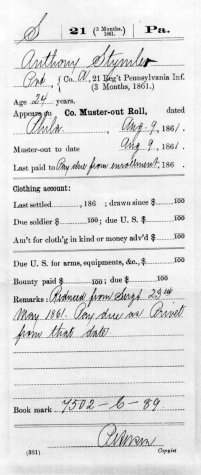 S | 21 (3 Months, 1861.) | Pa.
Anthony Stymler
Pvt, Co. A, 21 Reg't Pennsylvania Inf.
(3 Months, 1861.)
Age 24 years.
Appears on Co. Muster-out Roll, dated
Phila. Aug 9, 1861.
Muster-out to date Aug 9, 1861.
Last paid to Pay due from enrollment, 186 .
Clothing account:
Last settled , 186 ; drawn since $ 100
Due soldier $ 100; due U. S. $ 100
Am't for cloth'g in kind or money adv'd $ 100
Due U. S. for arms, equipments, &c., $ 100
Bounty paid $ 100; due $ 100
Remarks: Reduced from Sergt 23rd
May 1861. Pay due as Privt
from that date
Book mark: 7502-C-89
(361) Copyist.